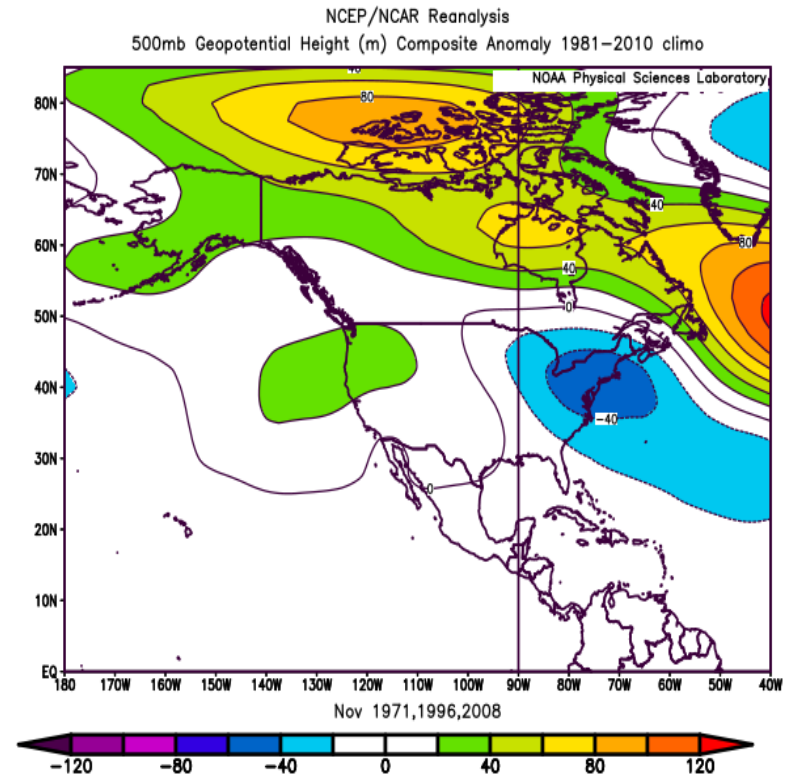 NCEP/NCAR Reanalysis
500mb Geopotential Height (m) Composite Anomaly 1981-2010 climo
NOAA Physical Sciences Laboratory
80N
70N
60N
50N
40N
30N
20N
10N
EQ
80
40
80
40
0
-40
0
180 170W 160W 150W 140W 130W 120W 110W 100W 90W 80W 70W 60W 50W 40W
Nov 1971,1996,2008
-120 -80 -40 0 40 80 120